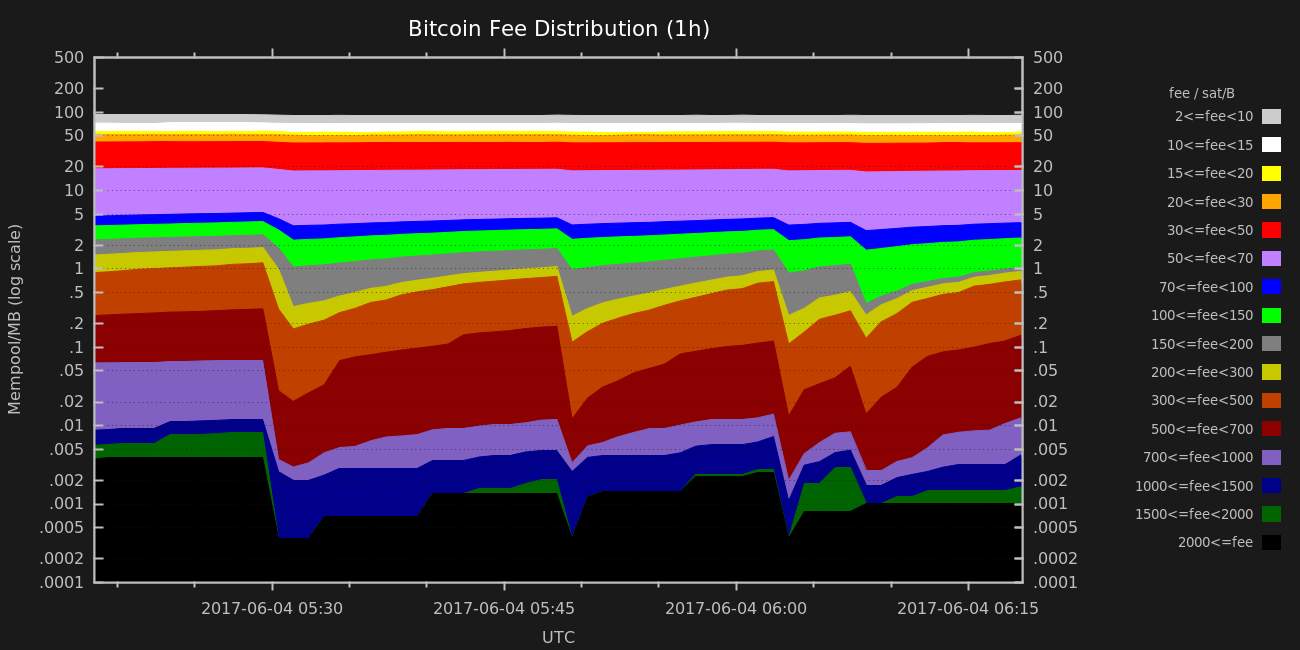 Bitcoin Fee Distribution (1h)
500
200
100
50
20
10
5
2
1
.5
.2
.1
.05
.02
.01
.005
.002
.001
.0005
.0002
.0001
Mempool/MB (log scale)
500
200
100
50
20
10
5
2
1
.5
.2
.1
.05
.02
.01
.005
.002
.001
.0005
.0002
.0001
2017-06-04 05:30
2017-06-04 05:45
2017-06-04 06:00
2017-06-04 06:15
UTC
fee / sat/B
2<=fee<10
10<=fee<15
15<=fee<20
20<=fee<30
30<=fee<50
50<=fee<70
70<=fee<100
100<=fee<150
150<=fee<200
200<=fee<300
300<=fee<500
500<=fee<700
700<=fee<1000
1000<=fee<1500
1500<=fee<2000
2000<=fee